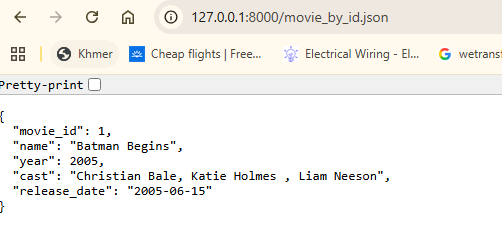 127.0.0.1:8000/movie_by_id.json
Khmer Cheap flights | Free... Electrical Wiring - El... wetransf
Pretty-print
{
"movie_id": 1,
"name": "Batman Begins",
"year": 2005,
"cast": "Christian Bale, Katie Holmes , Liam Neeson",
"release_date": "2005-06-15"
}